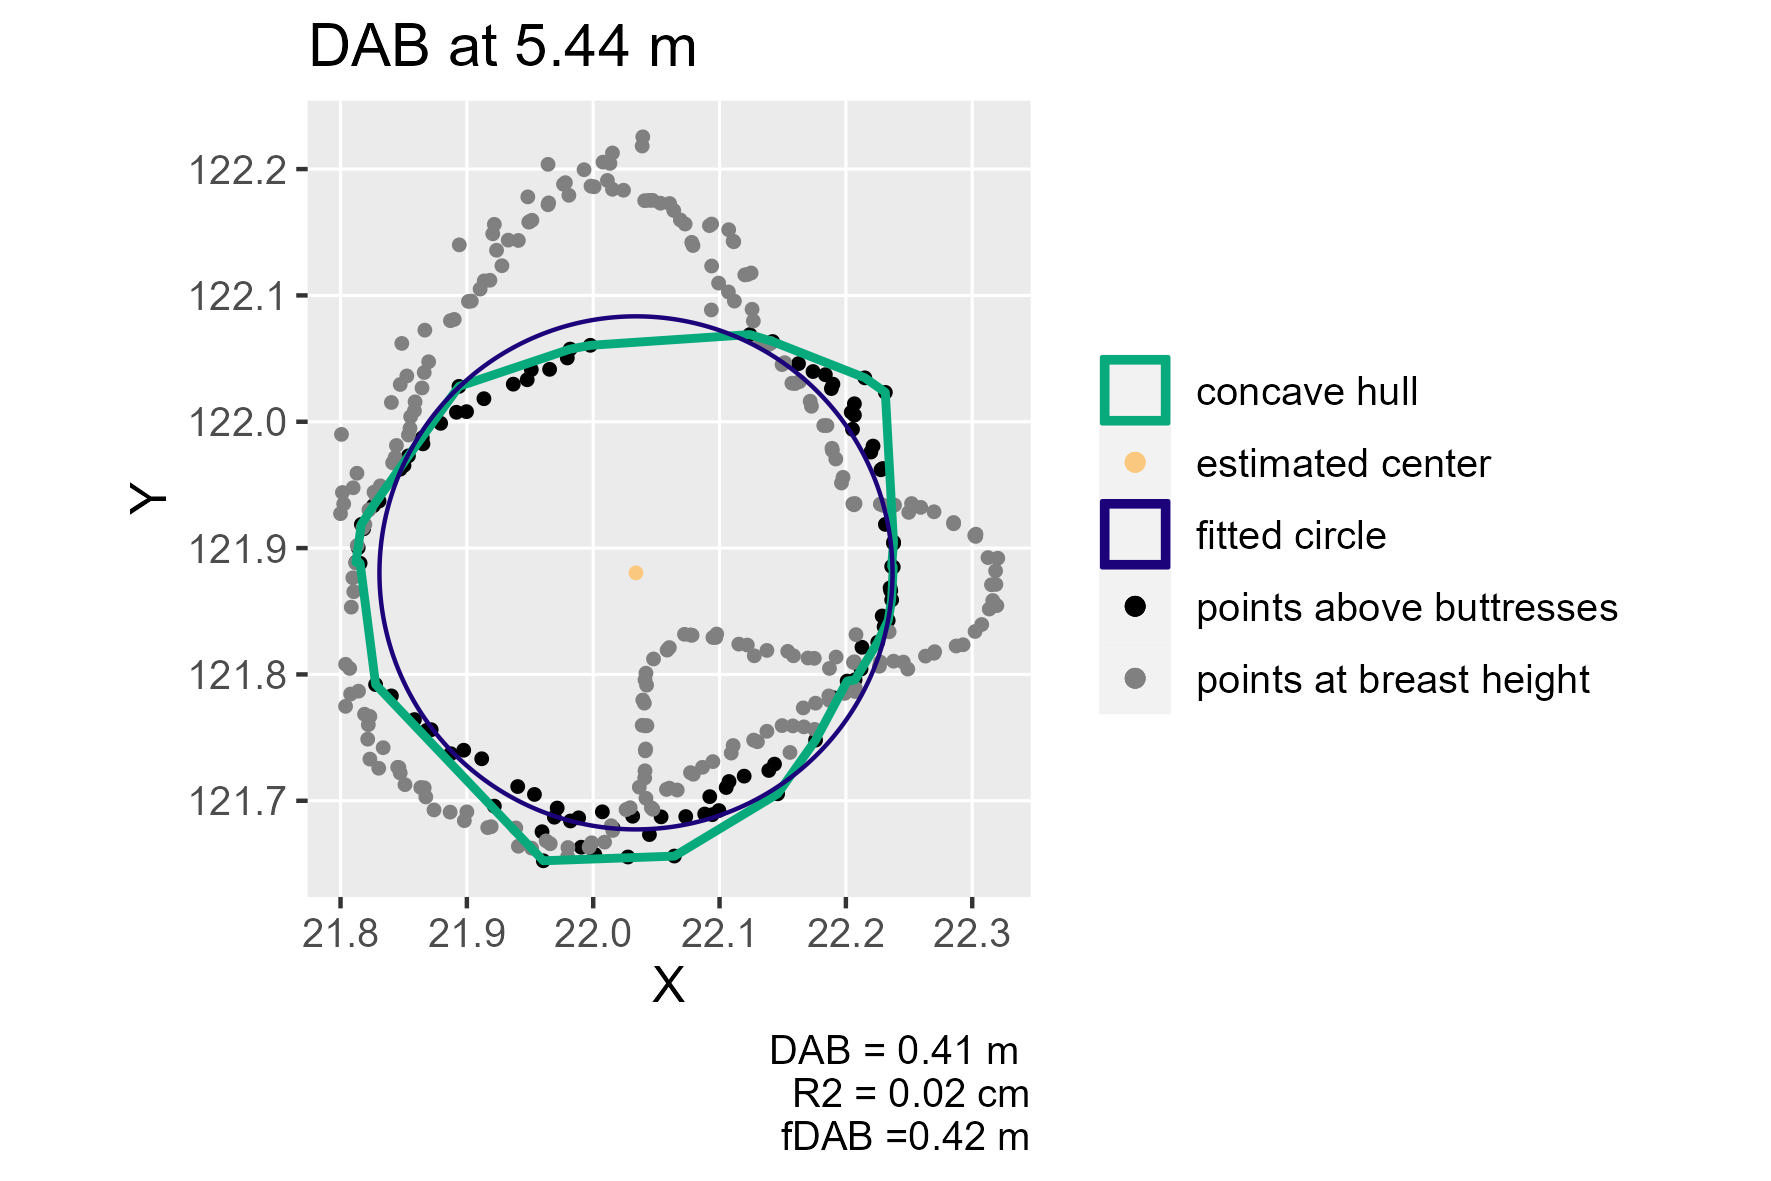 DAB at 5.44 m
122.2
122.1
122.0
121.9
121.8
121.7
Y
21.8 21.9 22.0 22.1 22.2 22.3
X
concave hull
estimated center
fitted circle
points above buttresses
points at breast height
DAB = 0.41 m
R2 = 0.02 cm
fDAB =0.42 m